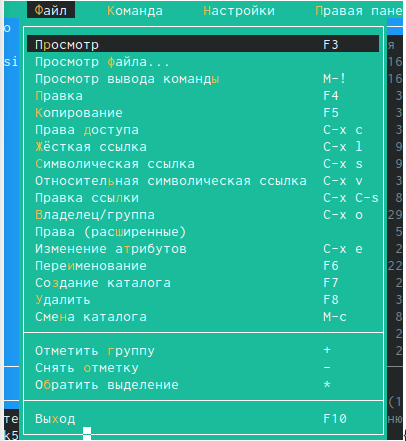 Файл Команда Настройки Правая пане
Просмотр F3
Просмотр файла...
Просмотр вывода команды M-!
Правка F4
Копирование F5
Права доступа C-x c
Жёсткая ссылка C-x l
Символическая ссылка C-x s
Относительная символическая ссылка C-x v
Правка ссылки C-x C-s
Владелец/группа C-x o
Права (расширенные)
Изменение атрибутов C-x e
Переименование F6
Создание каталога F7
Удалить F8
Смена каталога M-c
Отметить группу +
Снять отметку -
Обратить выделение *
Выход F10